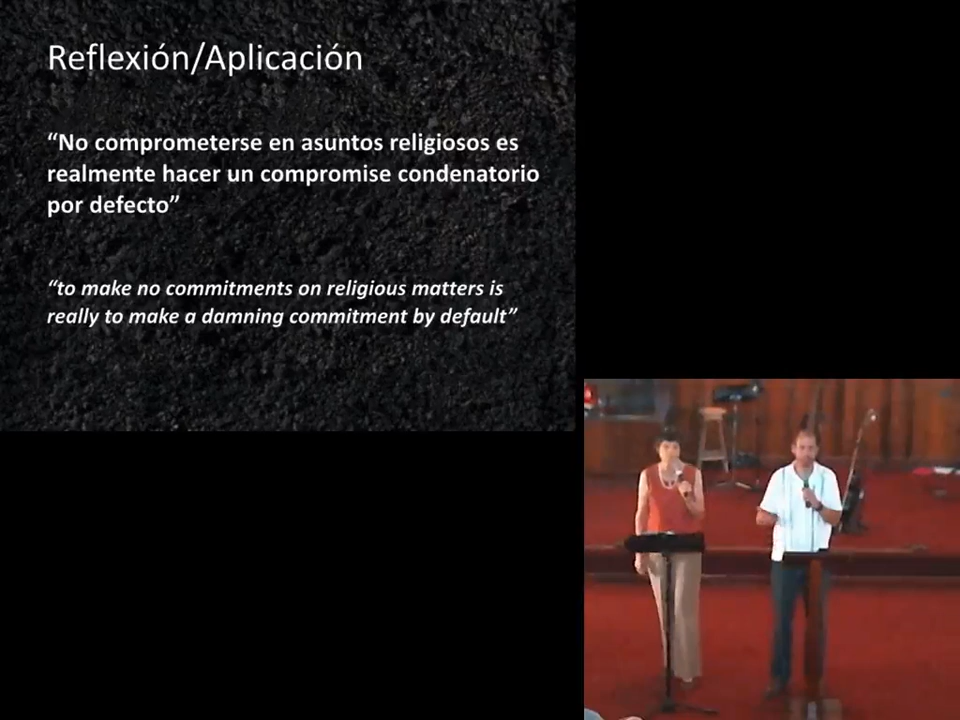 Reflexión/Aplicación
“No comprometerse en asuntos religiosos es
realmente hacer un compromise condenatorio
por defecto”
“to make no commitments on religious matters is
really to make a damning commitment by default”